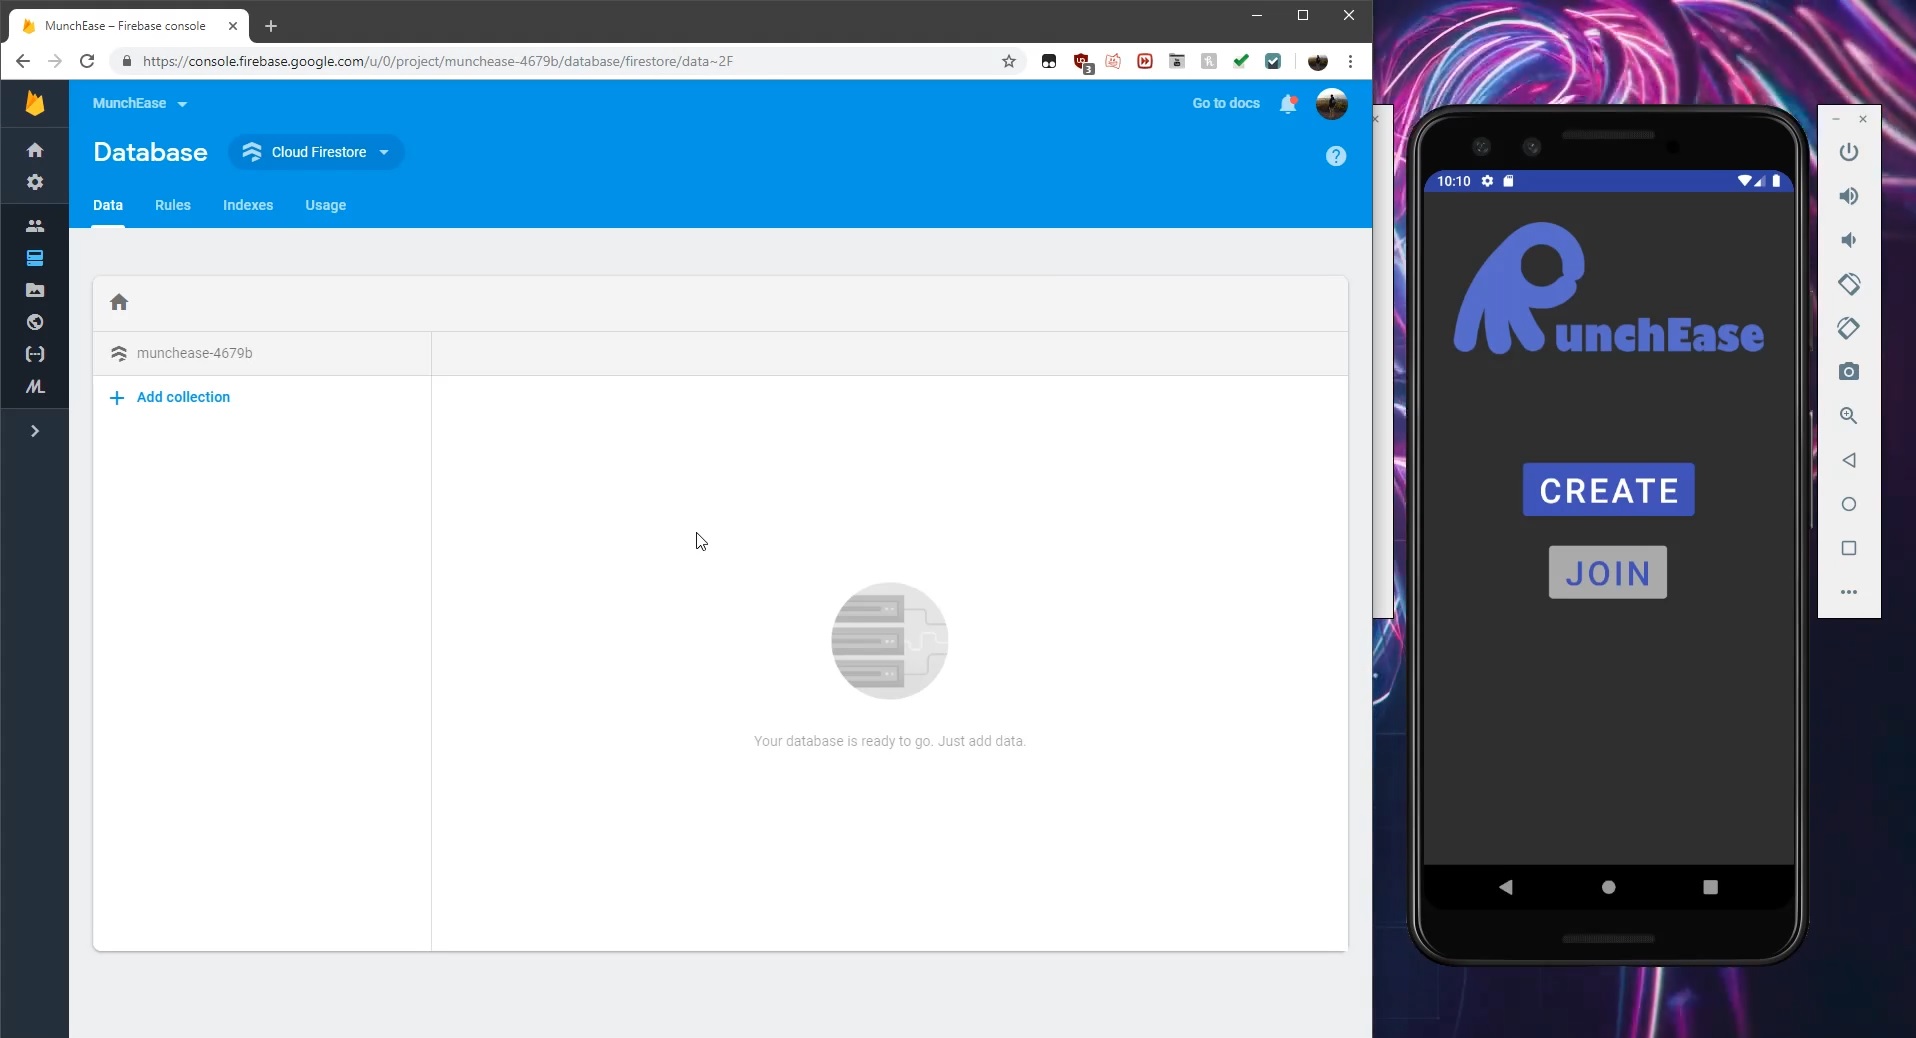 MunchEase – Firebase console
https://console.firebase.google.com/u/0/project/munchease-4679b/database/firestore/data~2F
3
MunchEase
Go to docs
Database
Cloud Firestore
Data
Rules
Indexes
Usage
munchease-4679b
Add collection
Your database is ready to go. Just add data.
10:10
MunchEase
CREATE
JOIN